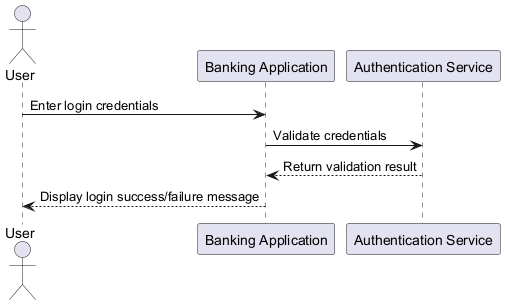 User
Banking Application
Authentication Service
Enter login credentials
Validate credentials
Return validation result
Display login success/failure message
User
Banking Application
Authentication Service